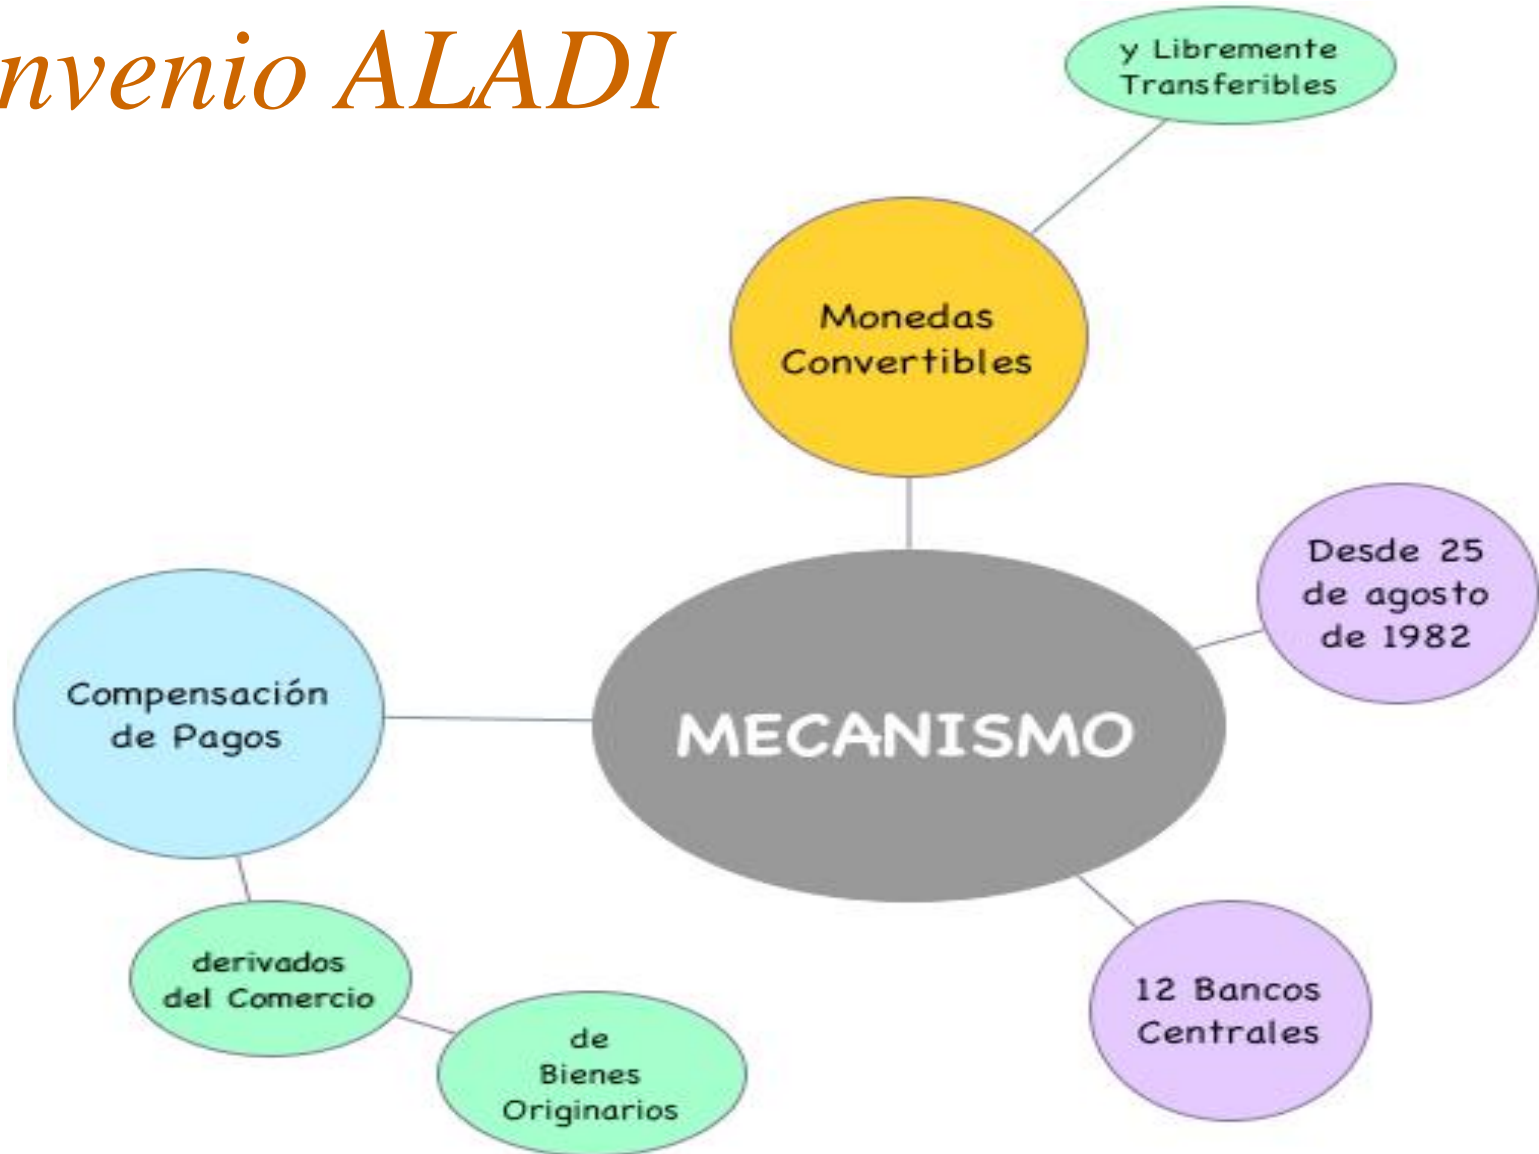 nvenio ALADI
y Libremente
Transferibles
Monedas
Convertibles
Desde 25
de agosto
de 1982
Compensación
de Pagos
MECANISMO
derivados
del Comercio
12 Bancos
Centrales
de
Bienes
Originarios